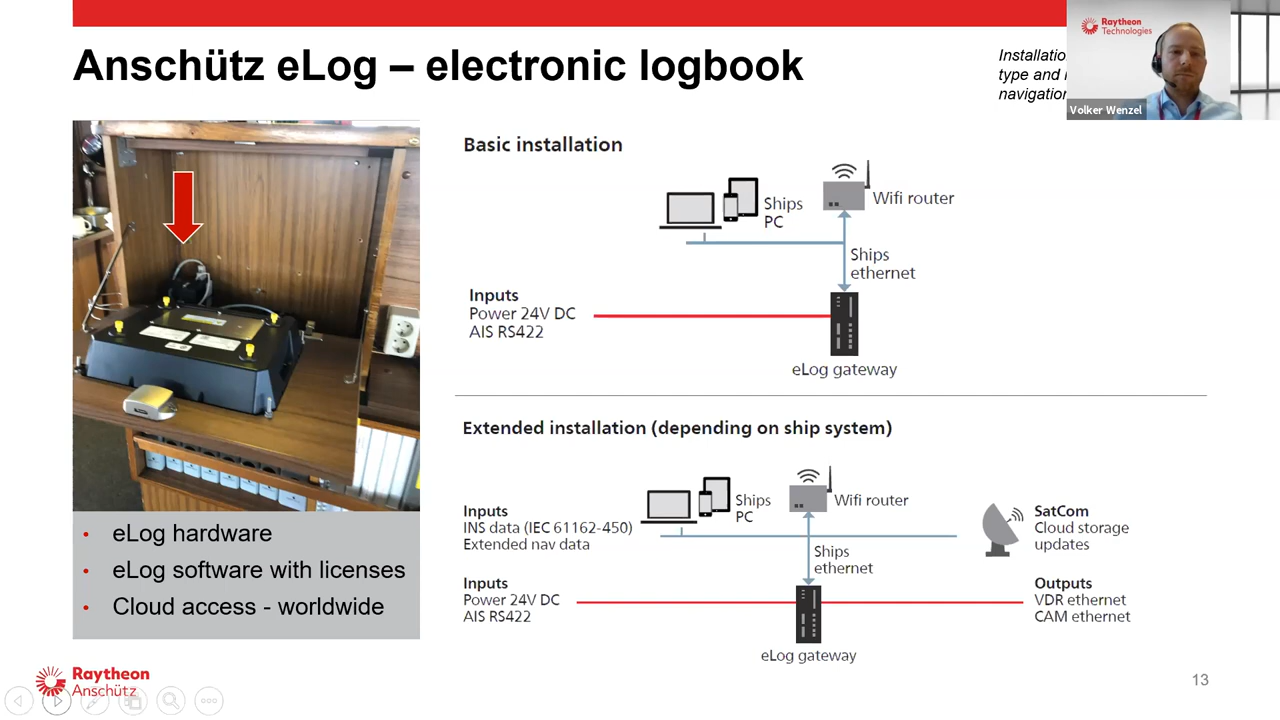 Anschütz eLog – electronic logbook
type and
navigation
Raytheon
Technologies
Volker Wenzel
Basic installation
Ships
PC
Wifi router
Ships
ethernet
Inputs
Power 24V DC
AIS RS422
eLog gateway
Extended installation (depending on ship system)
Ships
PC
Wifi router
Inputs
INS data (IEC 61162-450)
Extended nav data
SatCom
Cloud storage
updates
Ships
ethernet
Inputs
Power 24V DC
AIS RS422
Outputs
VDR ethernet
CAM ethernet
eLog gateway
• eLog hardware
• eLog software with licenses
• Cloud access - worldwide
Raytheon
Anschütz
13